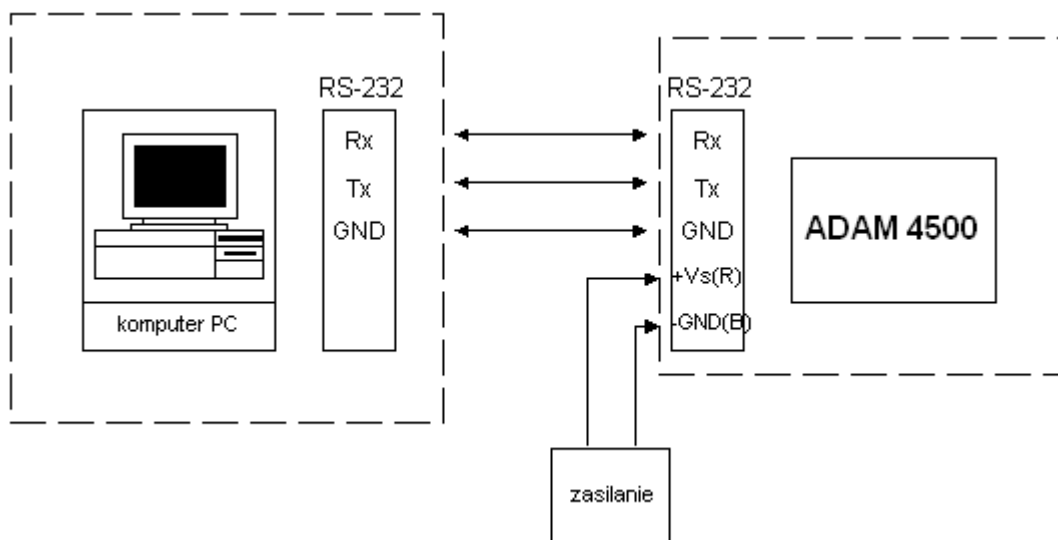 RS-232
Rx
Tx
GND
komputer PC
RS-232
Rx
Tx
GND
+Vs(R)
-GND(B)
ADAM 4500
zasilanie